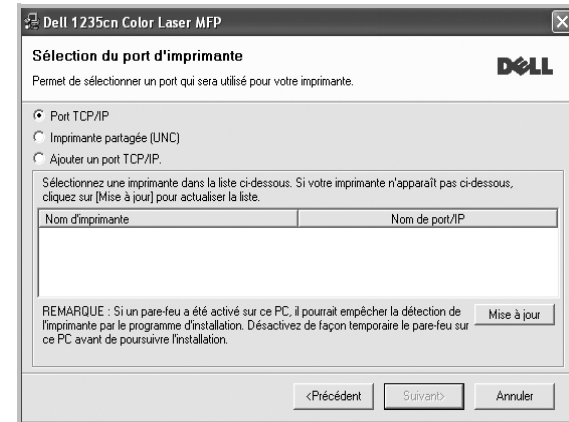 Dell 1235cn Color Laser MFP
Sélection du port d'imprimante
Permet de sélectionner un port qui sera utilisé pour votre imprimante.
DELL
Port TCP/IP
Imprimante partagée (UNC)
Ajouter un port TCP/IP.
Sélectionnez une imprimante dans la liste ci-dessous. Si votre imprimante n'apparaît pas ci-dessous,
cliquez sur [Mise à jour] pour actualiser la liste.
Nom d'imprimante
Nom de port/IP
REMARQUE : Si un pare-feu a été activé sur ce PC, il pourrait empêcher la détection de
l'imprimante par le programme d'installation. Désactivez de façon temporaire le pare-feu sur
ce PC avant de poursuivre l'installation.
Mise à jour
<Précédent
Suivant>
Annuler